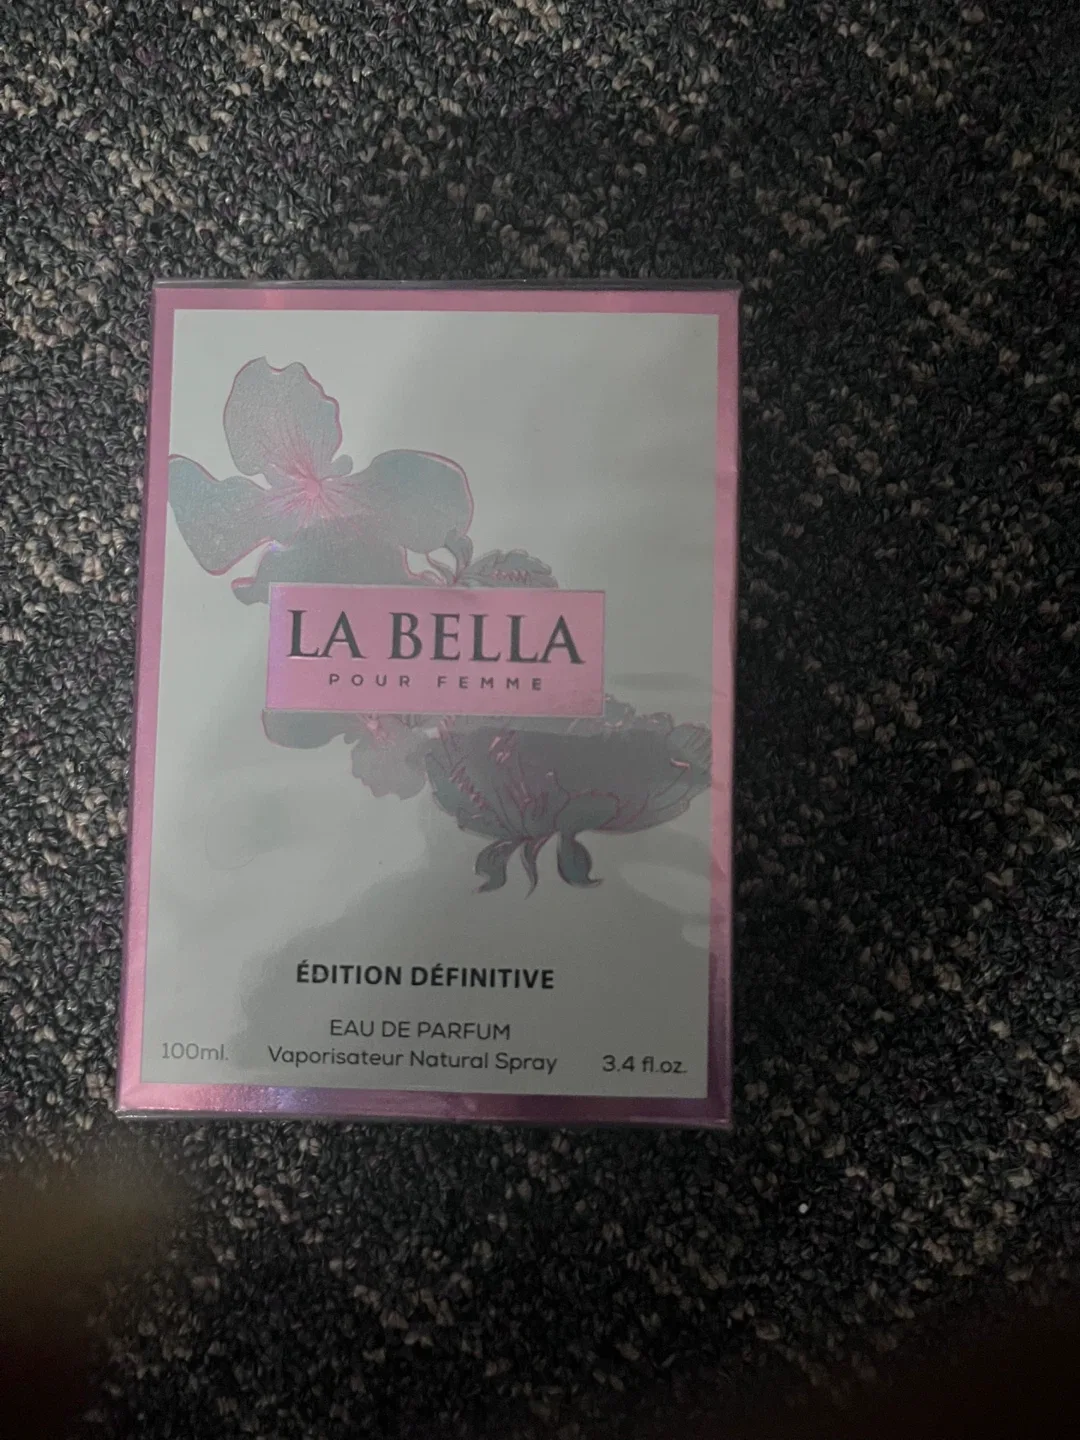 LA BELLA
POUR FEMME
ÉDITION DÉFINITIVE
EAU DE PARFUM
100ml. Vaporisateur Natural Spray 3.4 fl.oz.